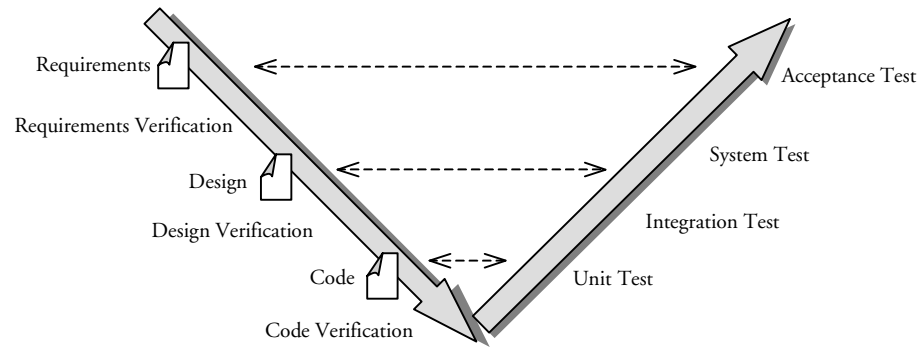 Requirements
Acceptance Test
Requirements Verification
System Test
Design
Integration Test
Design Verification
Code
Unit Test
Code Verification